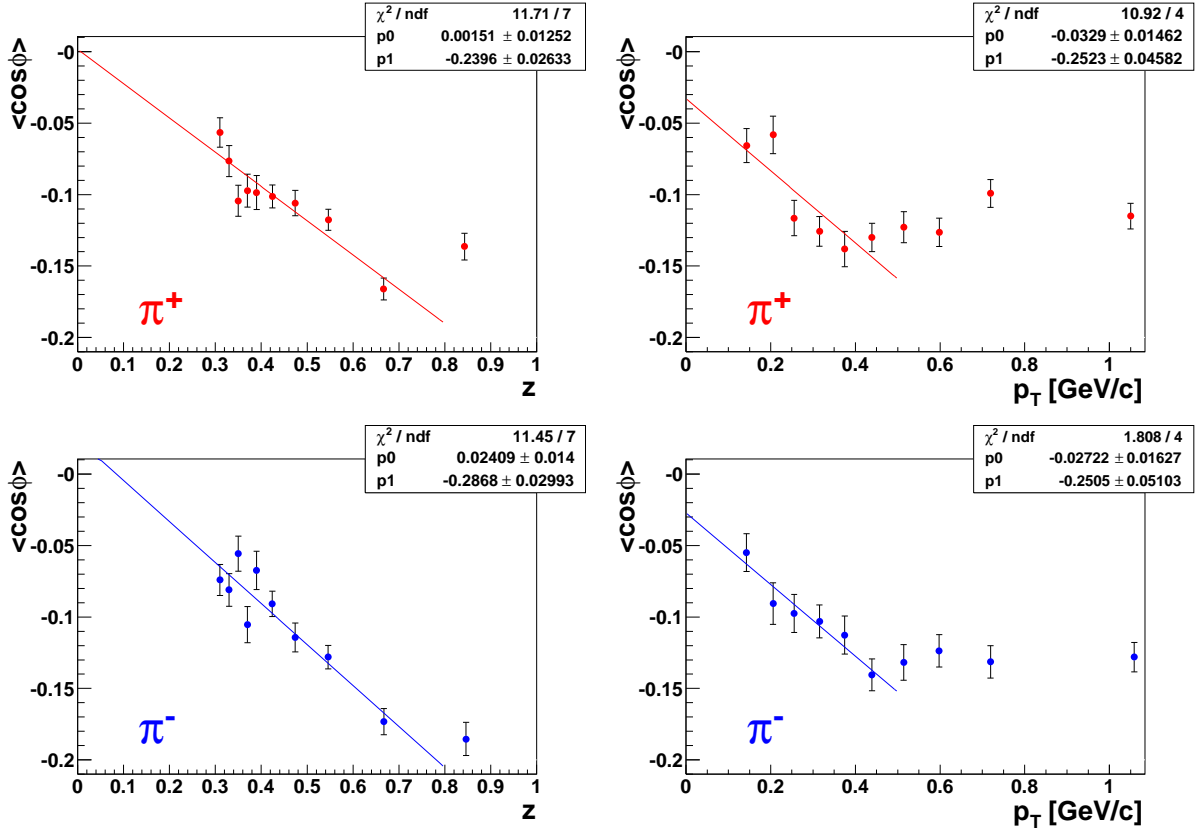 χ² / ndf 11.71 / 7
p0 0.00151 ± 0.01252
p1 -0.2396 ± 0.02633
<cosϕ>
-0
-0.05
-0.1
-0.15
-0.2
π⁺
0 0.1 0.2 0.3 0.4 0.5 0.6 0.7 0.8 0.9 1
z
χ² / ndf 10.92 / 4
p0 -0.0329 ± 0.01462
p1 -0.2523 ± 0.04582
<cosϕ>
-0
-0.05
-0.1
-0.15
-0.2
π⁺
0 0.2 0.4 0.6 0.8 1
p_T [GeV/c]
χ² / ndf 11.45 / 7
p0 0.02409 ± 0.014
p1 -0.2868 ± 0.02993
<cosϕ>
-0
-0.05
-0.1
-0.15
-0.2
π⁻
0 0.1 0.2 0.3 0.4 0.5 0.6 0.7 0.8 0.9 1
z
χ² / ndf 1.808 / 4
p0 -0.02722 ± 0.01627
p1 -0.2505 ± 0.05103
<cosϕ>
-0
-0.05
-0.1
-0.15
-0.2
π⁻
0 0.2 0.4 0.6 0.8 1
p_T [GeV/c]